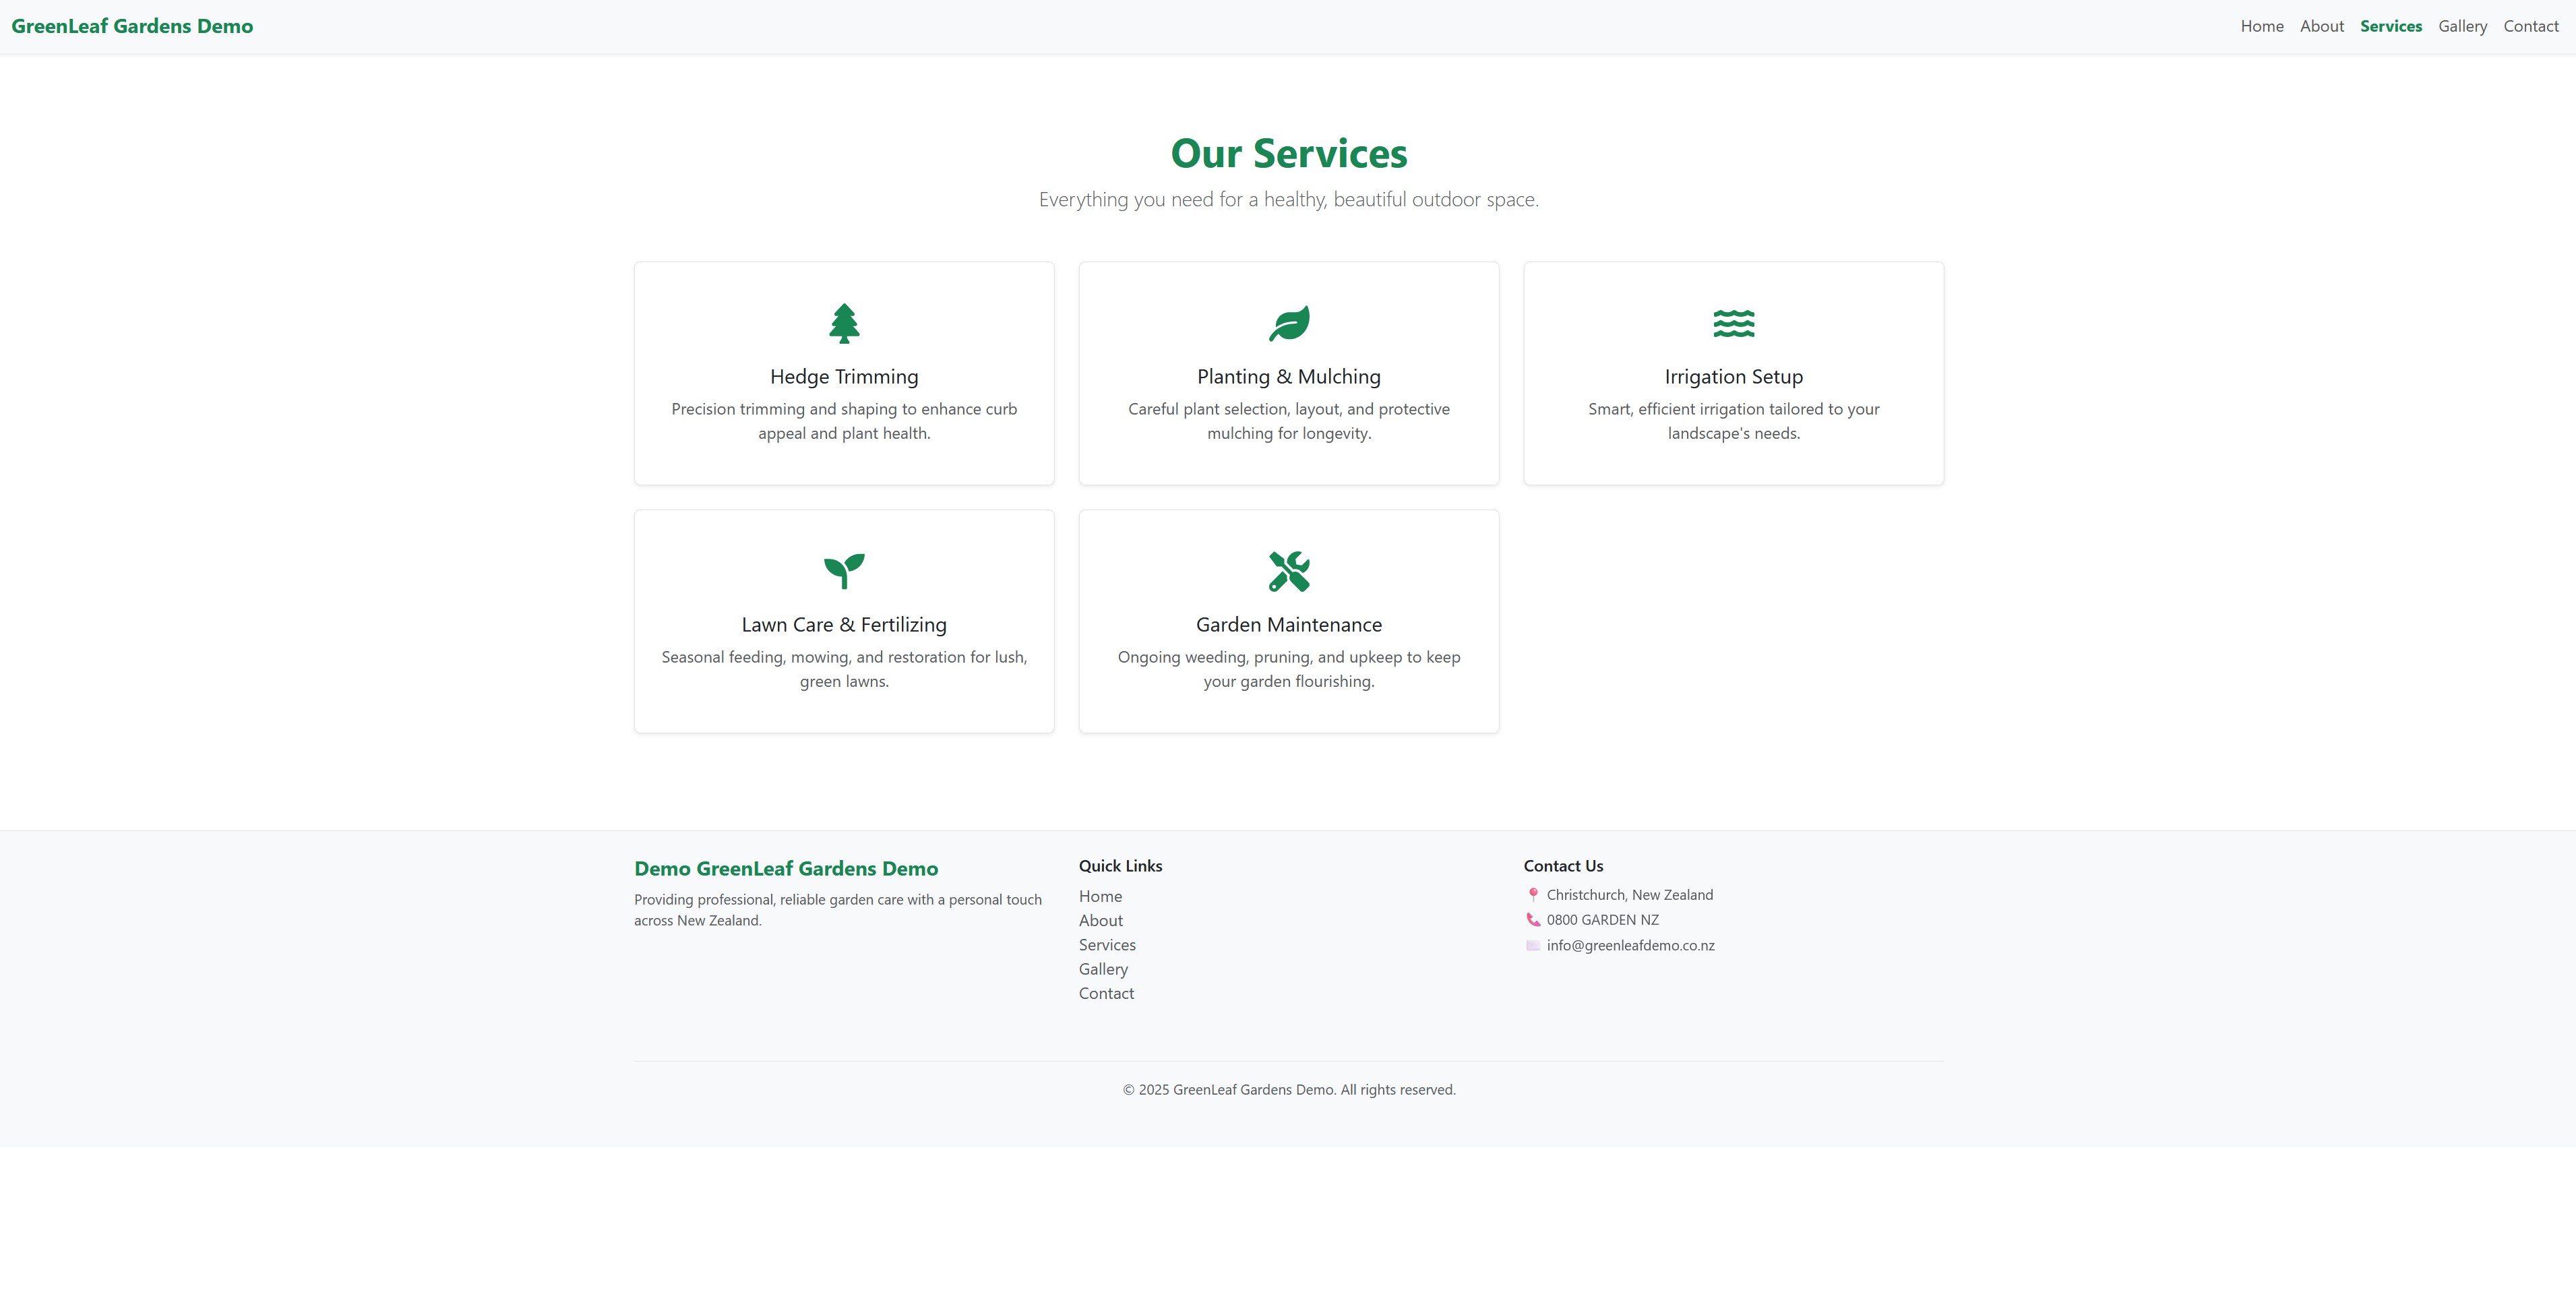 GreenLeaf Gardens Demo
Home About Services Gallery Contact
Our Services
Everything you need for a healthy, beautiful outdoor space.
Hedge Trimming
Precision trimming and shaping to enhance curb
appeal and plant health.
Planting & Mulching
Careful plant selection, layout, and protective
mulching for longevity.
Irrigation Setup
Smart, efficient irrigation tailored to your
landscape's needs.
Lawn Care & Fertilizing
Seasonal feeding, mowing, and restoration for lush,
green lawns.
Garden Maintenance
Ongoing weeding, pruning, and upkeep to keep
your garden flourishing.
Demo GreenLeaf Gardens Demo
Providing professional, reliable garden care with a personal touch
across New Zealand.
Quick Links
Home
About
Services
Gallery
Contact
Contact Us
Christchurch, New Zealand
0800 GARDEN NZ
info@greenleafdemo.co.nz
© 2025 GreenLeaf Gardens Demo. All rights reserved.